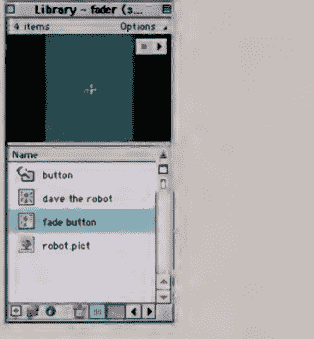 Library - fader (s...
4 items
Options
Name
button
dave the robot
fade button
robot.pict